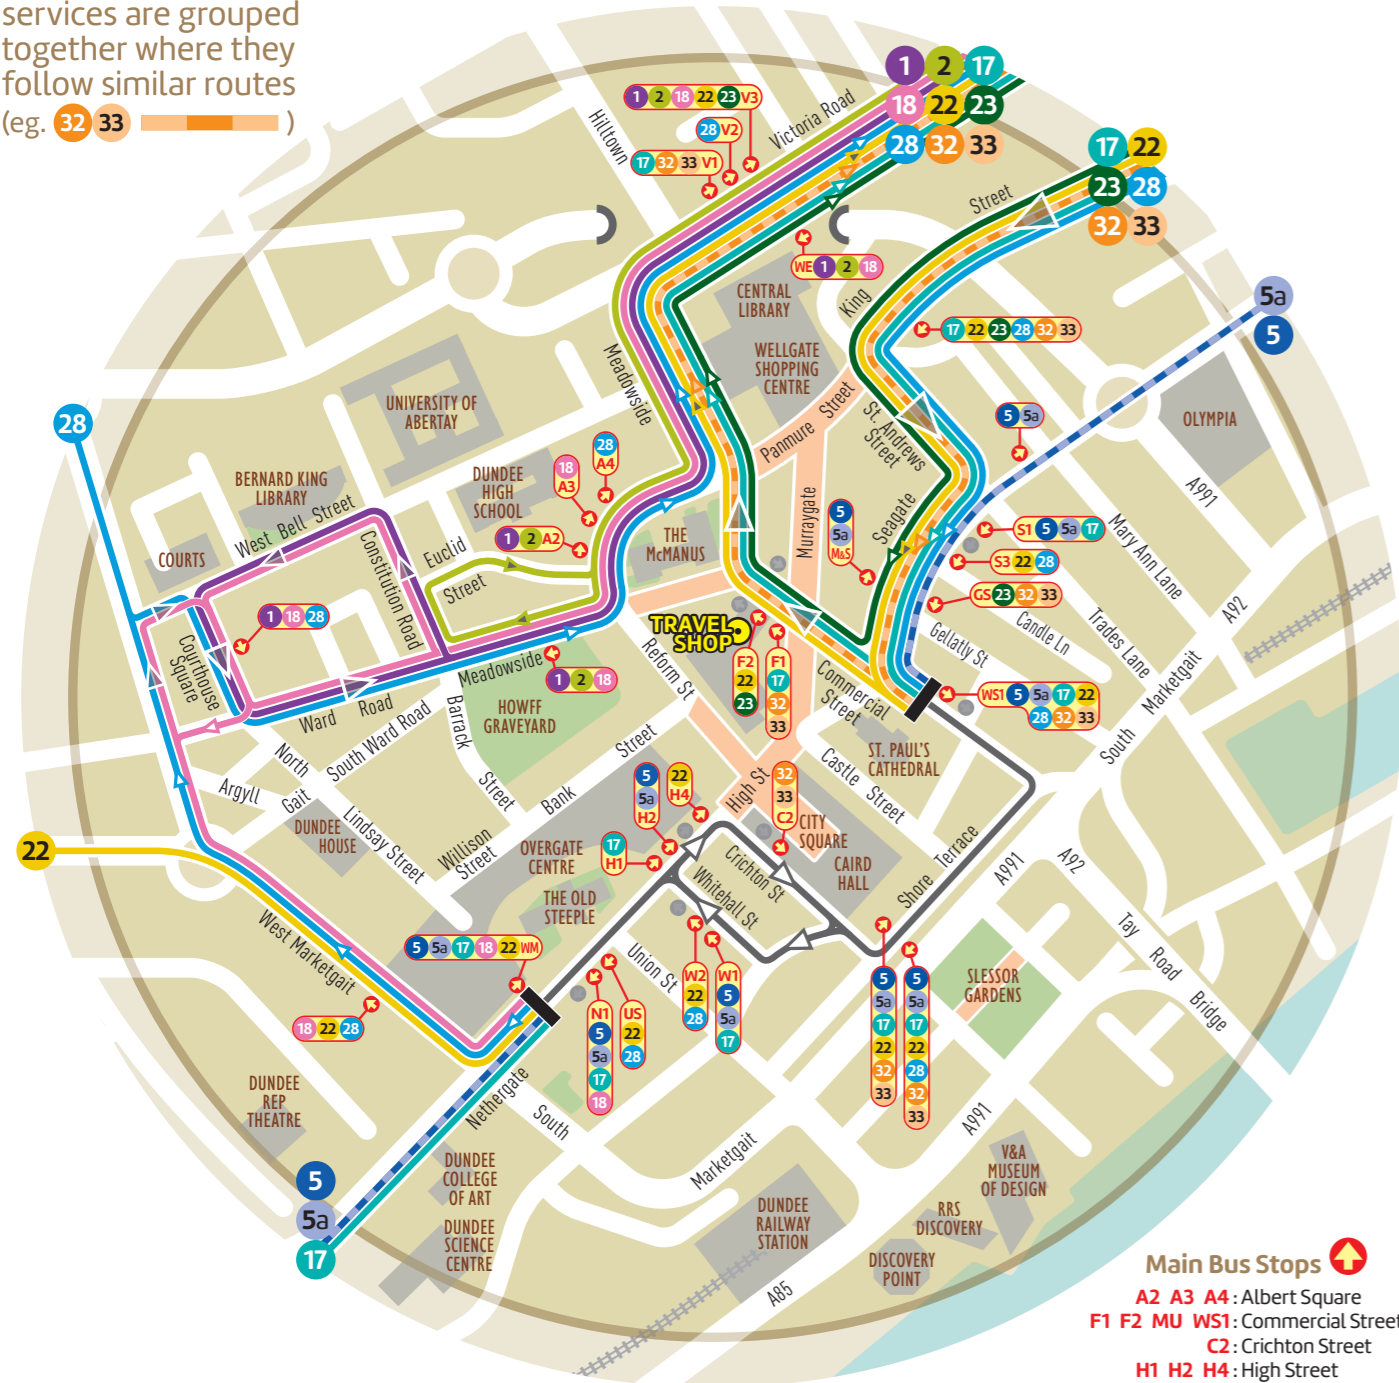 services are grouped
together where they
follow similar routes
(eg. 32 33 )
1 2 17
18 22 23
28 32 33
1 2 18 22 23 V3
28 V2
17 32 33 V1
Hilltown
Victoria Road
17 22
23 28
32 33
Street
King
WE 1 2 18
CENTRAL
LIBRARY
WELLGATE
SHOPPING
CENTRE
17 22 23 28 32 33
5a
5
Meadowside
UNIVERSITY OF
ABERTAY
Panmure Street
St. Andrews
Street
5 5a
OLYMPIA
A991
28
28
A4
18
A3
DUNDEE
HIGH
SCHOOL
BERNARD KING
LIBRARY
West Bell Street
COURTS
Constitution Road
Euclid
Street
1 2 A2
THE
McMANUS
Murraygate
5
5a
M&S
Seagate
S1 5 5a 17
S3 22 28
GS 23 32 33
Mary Ann Lane
Trades Lane
Candle Ln
Gellatly St
A92
South Marketgait
1 18 28
Courthouse
Square
TRAVEL
SHOP
Reform St
F2
22
23
F1
17
32
33
Commercial
Street
WS1 5 5a 17 22
28 32 33
Meadowside
1 2 18
HOWFF
GRAVEYARD
Ward Road
Barrack
Street
South Ward Road
North
Gait
Argyll
Lindsay Street
DUNDEE
HOUSE
Willison
Street
Bank
Street
ST. PAUL'S
CATHEDRAL
Castle Street
High St
5
5a
H2
22
H4
32
33
C2
CITY
SQUARE
CAIRD
HALL
17
H1
OVERGATE
CENTRE
THE OLD
STEEPLE
Crichton St
Whitehall St
Shore Terrace
A991
A92
22
West Marketgait
5 5a 17 18 22 WM
18 22 28
Union St
N1
5
5a
17
18
US
22
28
W2
22
28
W1
5
5a
17
5
5a
17
22
32
33
5
5a
17
22
28
32
33
SLESSOR
GARDENS
Tay Road Bridge
DUNDEE
REP
THEATRE
Nethergate
South
Marketgait
A991
5
5a
17
DUNDEE
COLLEGE
OF ART
DUNDEE
SCIENCE
CENTRE
DUNDEE
RAILWAY
STATION
A85
V&A
MUSEUM
OF DESIGN
RRS
DISCOVERY
DISCOVERY
POINT
Main Bus Stops
A2 A3 A4 : Albert Square
F1 F2 MU WS1 : Commercial Street
C2 : Crichton Street
H1 H2 H4 : High Street